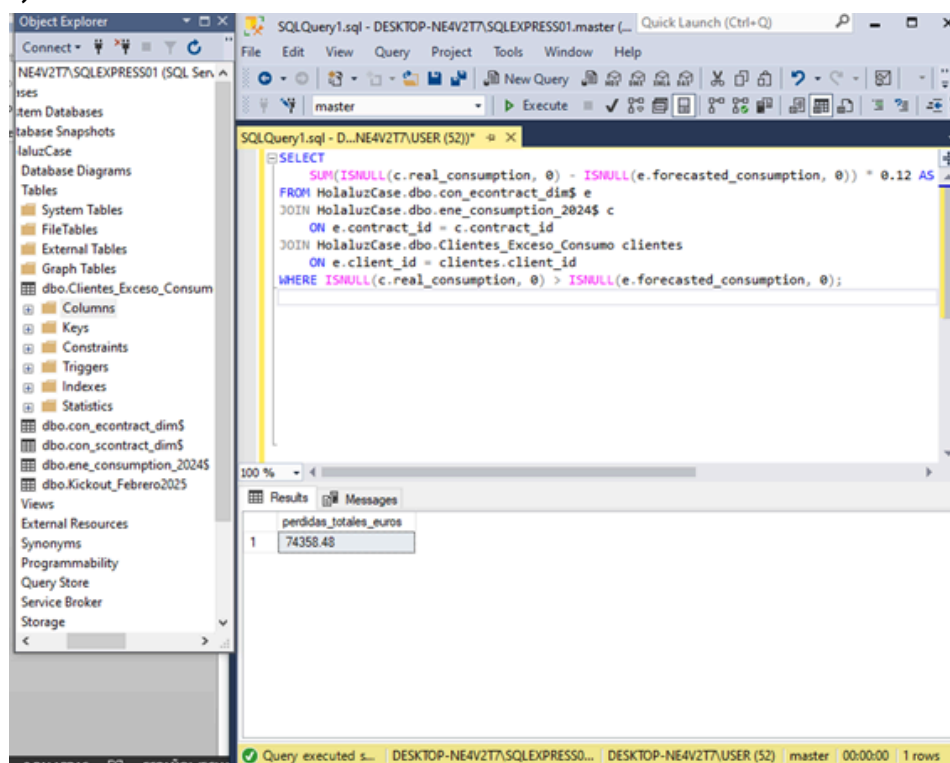 Object Explorer
Connect
NE4V2T7\SQLEXPRESS01 (SQL Serv
ases
stem Databases
tabase Snapshots
laluzCase
Database Diagrams
Tables
System Tables
FileTables
External Tables
Graph Tables
dbo.Clientes_Exceso_Consum
Columns
Keys
Constraints
Triggers
Indexes
Statistics
dbo.con_econtract_dim$
dbo.con_scontract_dim$
dbo.ene_consumption_2024$
dbo.Kickout_Febrero2025
Views
External Resources
Synonyms
Programmability
Query Store
Service Broker
Storage
SQLQuery1.sql - DESKTOP-NE4V2T7\SQLEXPRESS01.master (...
Quick Launch (Ctrl+Q)
File Edit View Query Project Tools Window Help
New Query
master Execute
SQLQuery1.sql - D...NE4V2T7\USER (52))*
SELECT
SUM(ISNULL(c.real_consumption, 0) - ISNULL(e.forecasted_consumption, 0)) * 0.12 AS
FROM HolaluzCase.dbo.con_econtract_dim$ e
JOIN HolaluzCase.dbo.ene_consumption_2024$ c
ON e.contract_id = c.contract_id
JOIN HolaluzCase.dbo.Clientes_Exceso_Consumo clientes
ON e.client_id = clientes.client_id
WHERE ISNULL(c.real_consumption, 0) > ISNULL(e.forecasted_consumption, 0);
100 %
Results Messages
perdidas_totales_euros
1 74358.48
Query executed s... DESKTOP-NE4V2T7\SQLEXPRESS0... DESKTOP-NE4V2T7\USER (52) master 00:00:00 1 rows